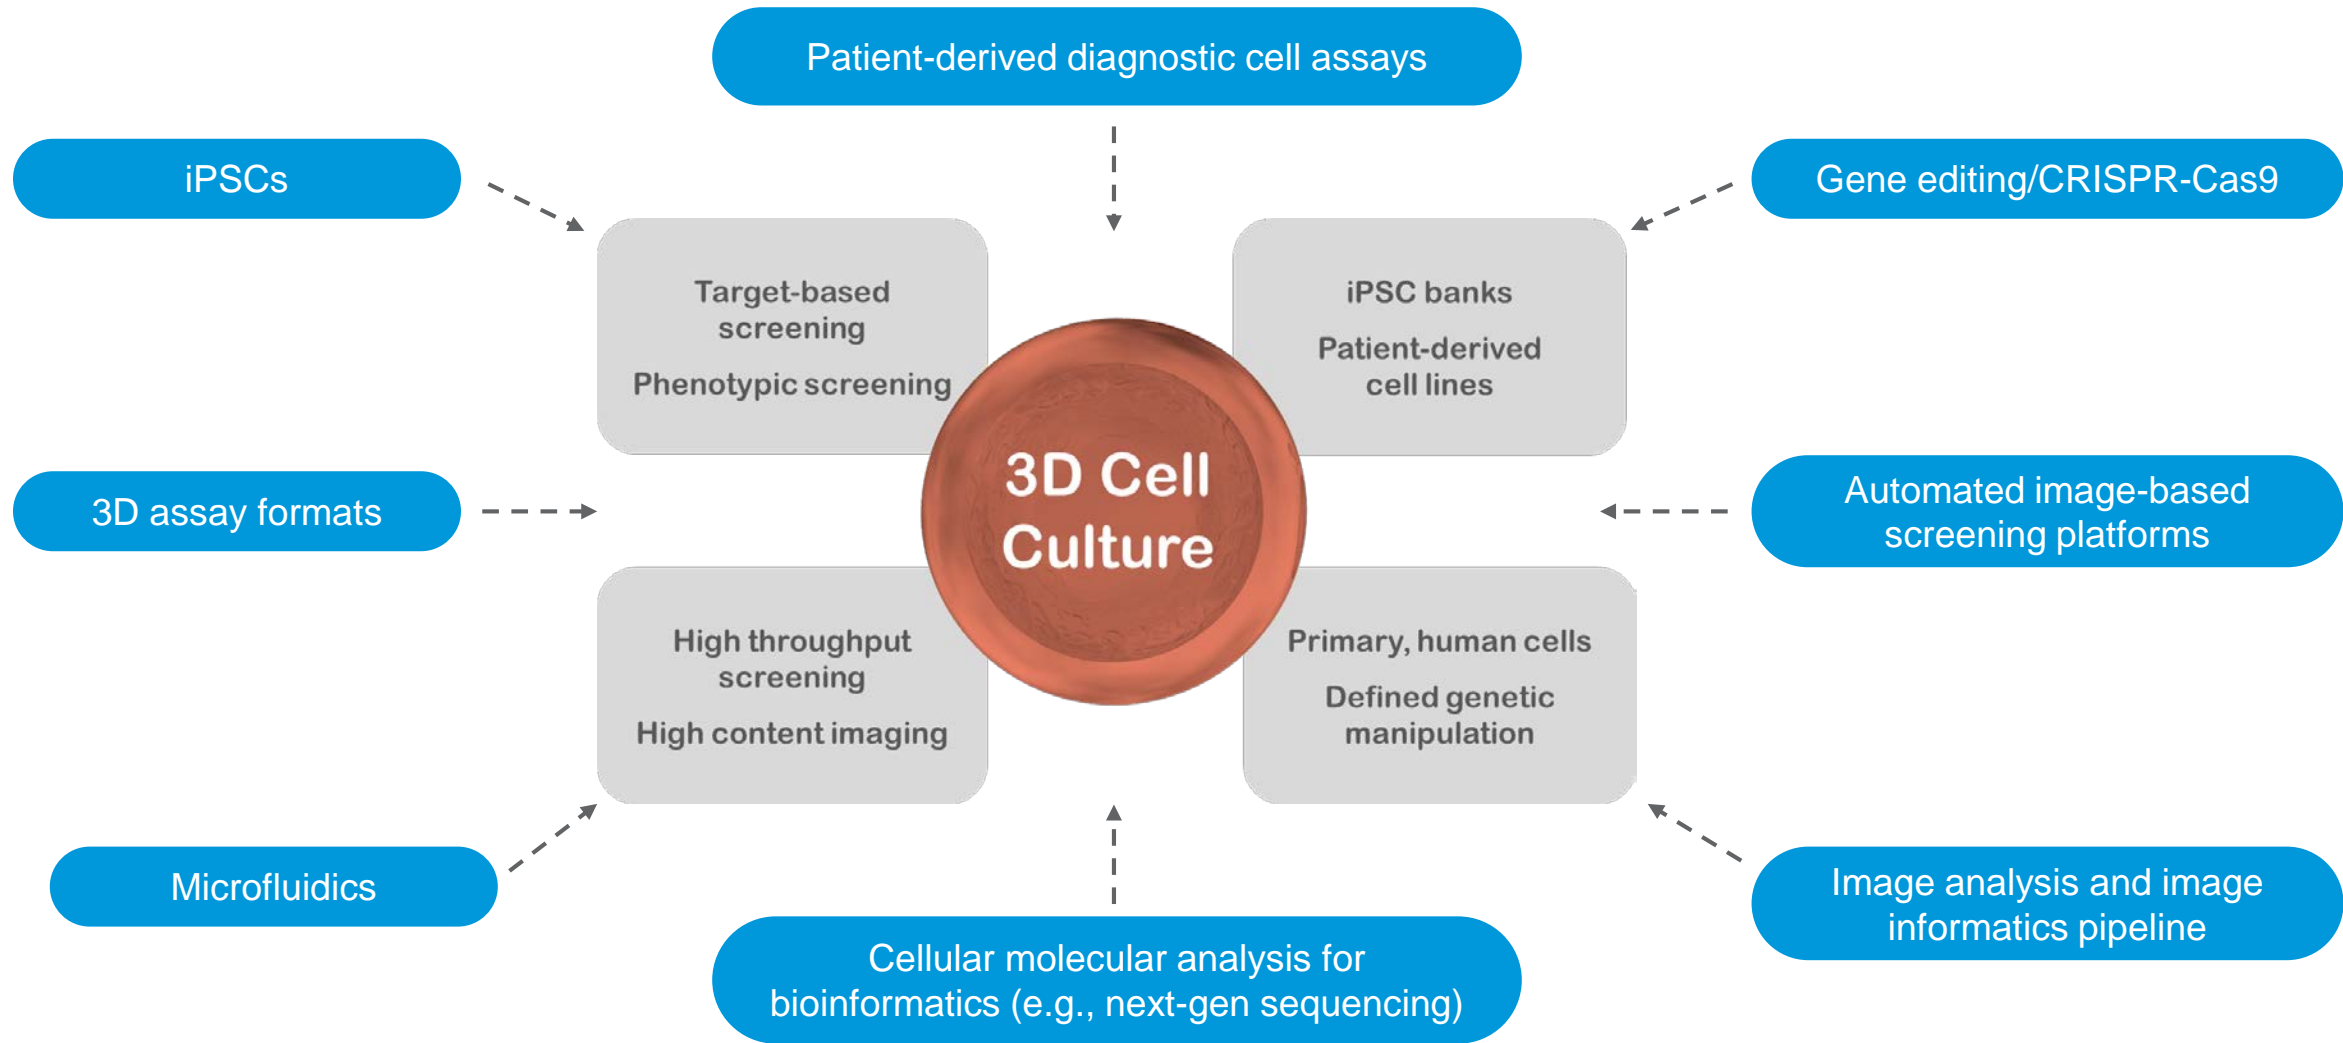 Patient-derived diagnostic cell assays
iPSCs
Gene editing/CRISPR-Cas9
Target-based
screening
Phenotypic screening
iPSC banks
Patient-derived
cell lines
3D Cell
Culture
3D assay formats
Automated image-based
screening platforms
High throughput
screening
High content imaging
Primary, human cells
Defined genetic
manipulation
Microfluidics
Image analysis and image
informatics pipeline
Cellular molecular analysis for
bioinformatics (e.g., next-gen sequencing)